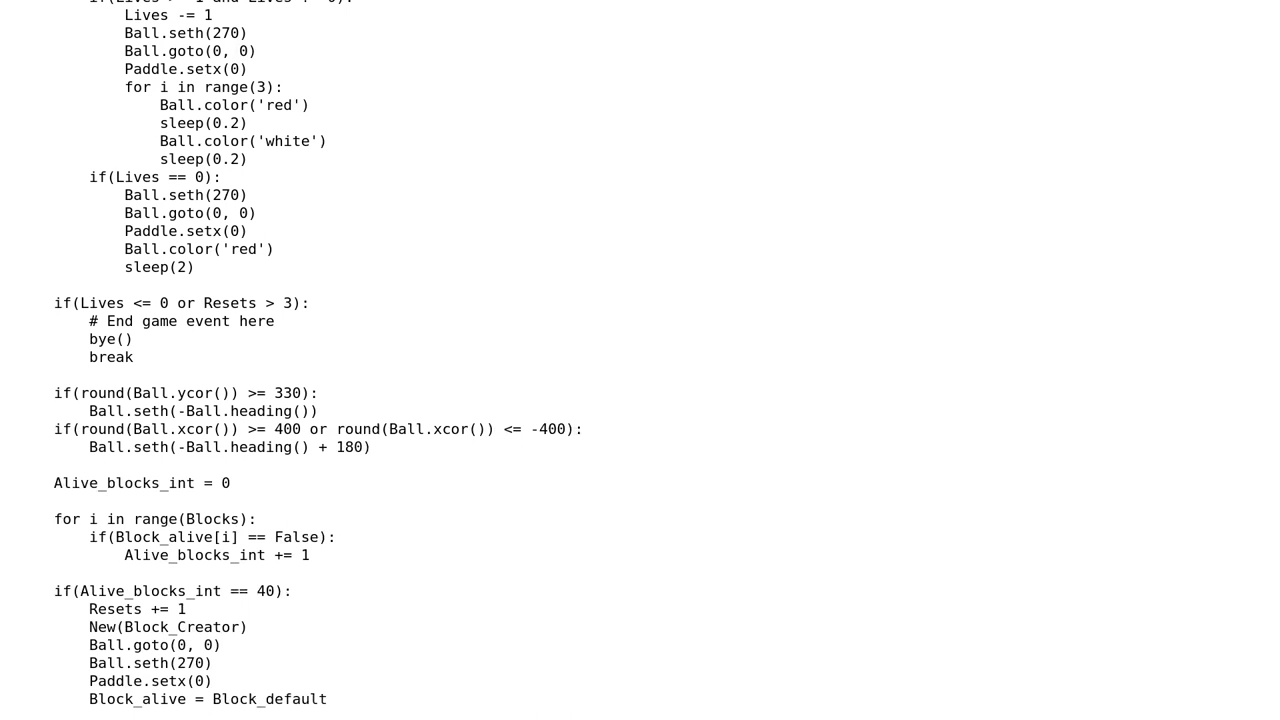 Lives -= 1
Ball.seth(270)
Ball.goto(0, 0)
Paddle.setx(0)
for i in range(3):
Ball.color('red')
sleep(0.2)
Ball.color('white')
sleep(0.2)
if(Lives == 0):
Ball.seth(270)
Ball.goto(0, 0)
Paddle.setx(0)
Ball.color('red')
sleep(2)
if(Lives <= 0 or Resets > 3):
# End game event here
bye()
break
if(round(Ball.ycor()) >= 330):
Ball.seth(-Ball.heading())
if(round(Ball.xcor()) >= 400 or round(Ball.xcor()) <= -400):
Ball.seth(-Ball.heading() + 180)
Alive_blocks_int = 0
for i in range(Blocks):
if(Block_alive[i] == False):
Alive_blocks_int += 1
if(Alive_blocks_int == 40):
Resets += 1
New(Block_Creator)
Ball.goto(0, 0)
Ball.seth(270)
Paddle.setx(0)
Block_alive = Block_default